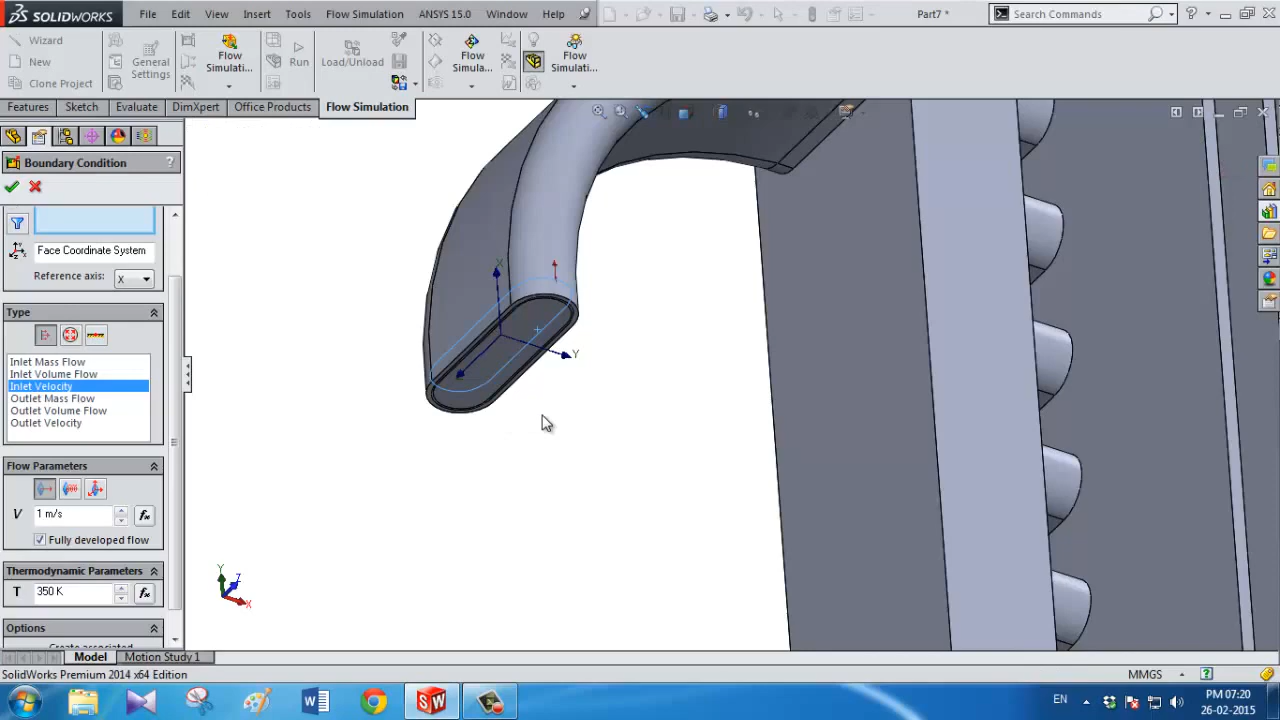 SOLIDWORKS File Edit View Insert Tools Flow Simulation ANSYS 15.0 Window Help Part7 * Search Commands
Wizard
New
Clone Project
General Settings
Flow Simulati...
Run
Load/Unload
Flow Simula...
Flow Simulati...
Features Sketch Evaluate DimXpert Office Products Flow Simulation
Boundary Condition ?
Face Coordinate System
Reference axis: X
Type
Inlet Mass Flow
Inlet Volume Flow
Inlet Velocity
Outlet Mass Flow
Outlet Volume Flow
Outlet Velocity
Flow Parameters
V 1 m/s
Fully developed flow
Thermodynamic Parameters
T 350 K
Options
Create associated
X
Y
Y
Z
X
Model Motion Study 1
SolidWorks Premium 2014 x64 Edition MMGS
EN PM 07:20
26-02-2015